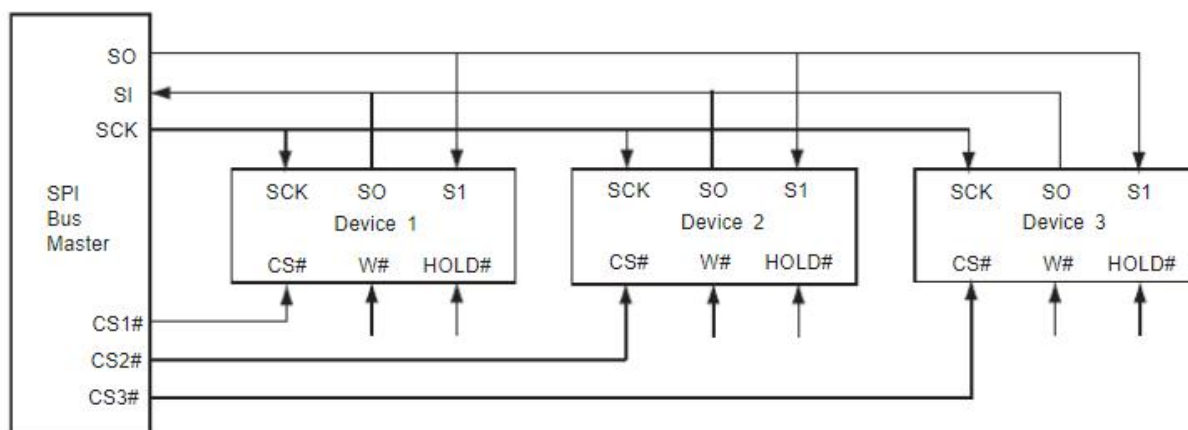 SO
SI
SCK
SPI
Bus
Master
CS1#
CS2#
CS3#
SCK SO S1
Device 1
CS# W# HOLD#
SCK SO S1
Device 2
CS# W# HOLD#
SCK SO S1
Device 3
CS# W# HOLD#